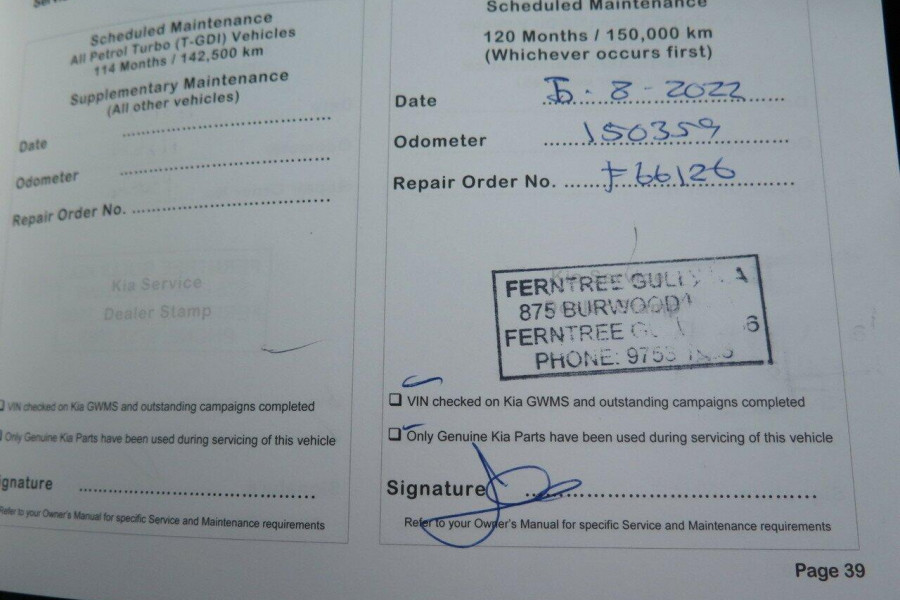 Scheduled Maintenance
All Petrol Turbo (T-GDI) Vehicles
114 Months / 142,500 km
Supplementary Maintenance
(All other vehicles)
Date
Odometer
Repair Order No.
Kia Service
Dealer Stamp
VIN checked on Kia GWMS and outstanding campaigns completed
Only Genuine Kia Parts have been used during servicing of this vehicle
Signature
Refer to your Owner's Manual for specific Service and Maintenance requirements
Scheduled Maintenance
120 Months / 150,000 km
(Whichever occurs first)
Date 8-2022
Odometer 150359
Repair Order No. F66126
FERNTREE GULLY
875 BURWOOD
FERNTREE
PHONE:
VIN checked on Kia GWMS and outstanding campaigns completed
Only Genuine Kia Parts have been used during servicing of this vehicle
Signature
Refer to your Owner's Manual for specific Service and Maintenance requirements
Page 39